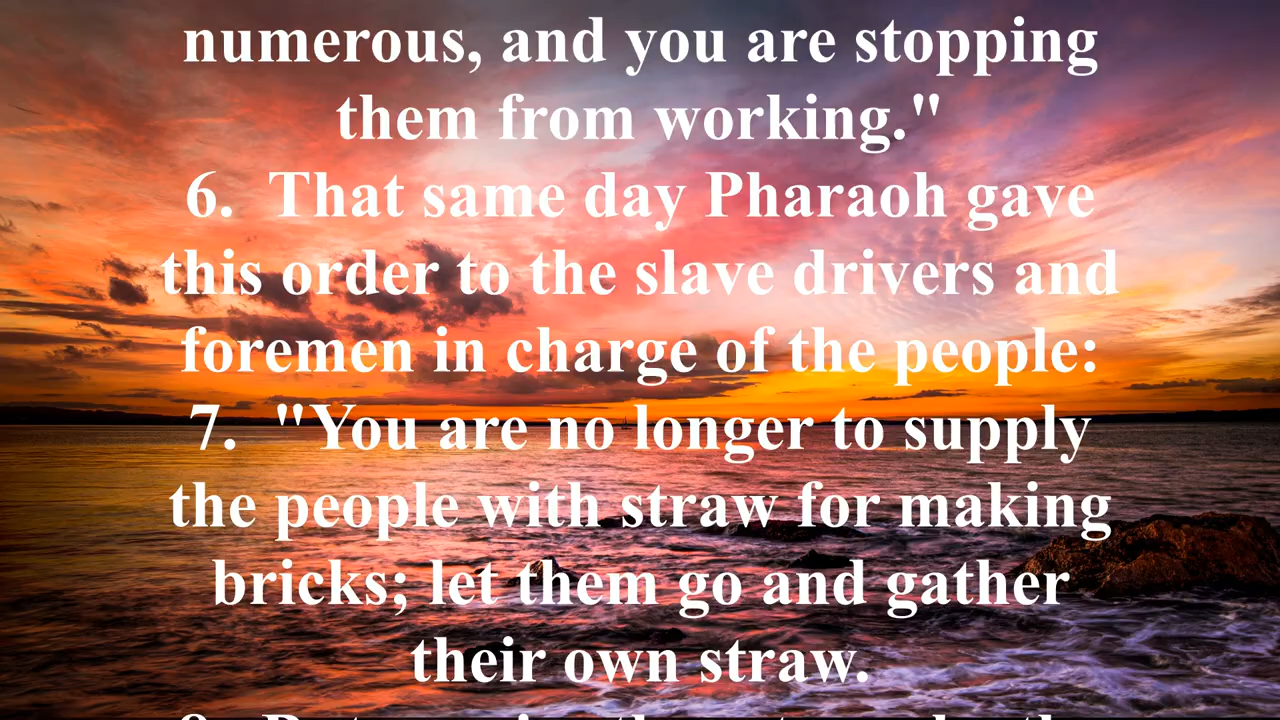 numerous, and you are stopping
them from working."
6.  That same day Pharaoh gave
this order to the slave drivers and
foremen in charge of the people:
7.  "You are no longer to supply
the people with straw for making
bricks; let them go and gather
their own straw.